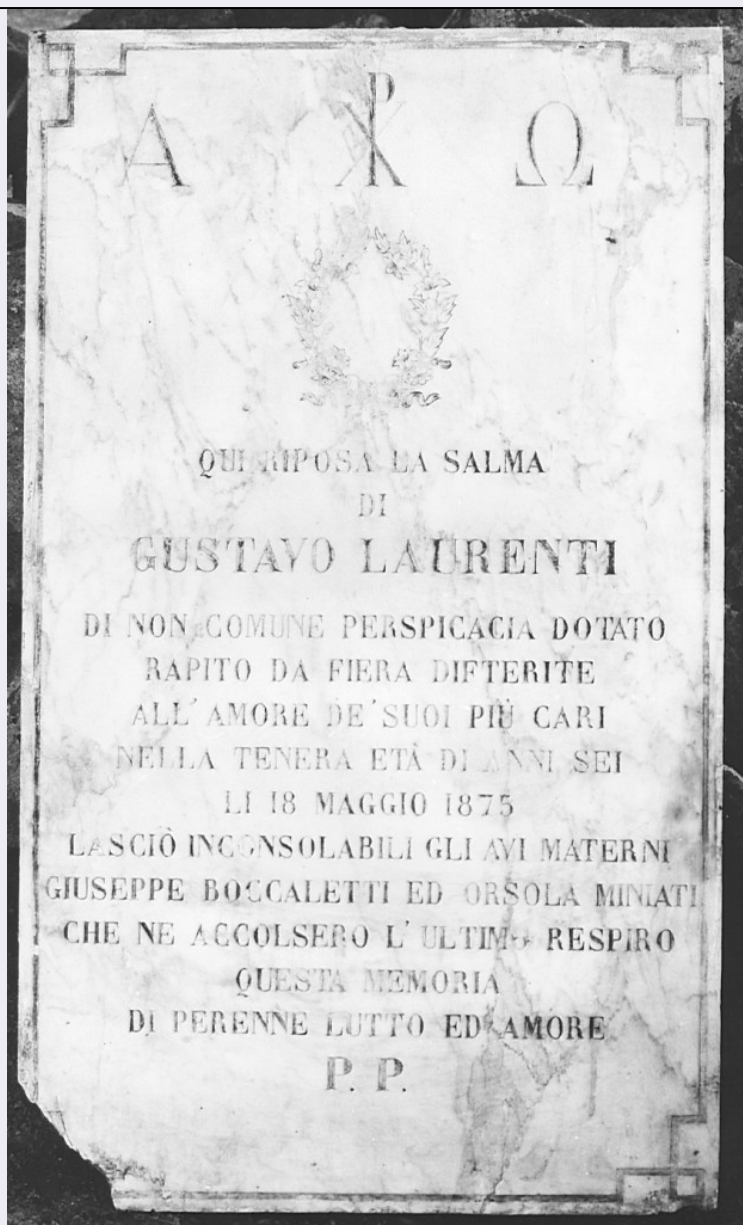 Α ☧ Ω
QUI RIPOSA LA SALMA
DI
GUSTAVO LAURENTI
DI NON COMUNE PERSPICACIA DOTATO
RAPITO DA FIERA DIFTERITE
ALL'AMORE DE'SUOI PIÙ CARI
NELLA TENERA ETÀ DI ANNI SEI
LI 18 MAGGIO 1875
LASCIÒ INCONSOLABILI GLI AVI MATERNI
GIUSEPPE BOCCALETTI ED ORSOLA MINIATI
CHE NE ACCOLSERO L'ULTIMO RESPIRO
QUESTA MEMORIA
DI PERENNE LUTTO ED AMORE
P. P.